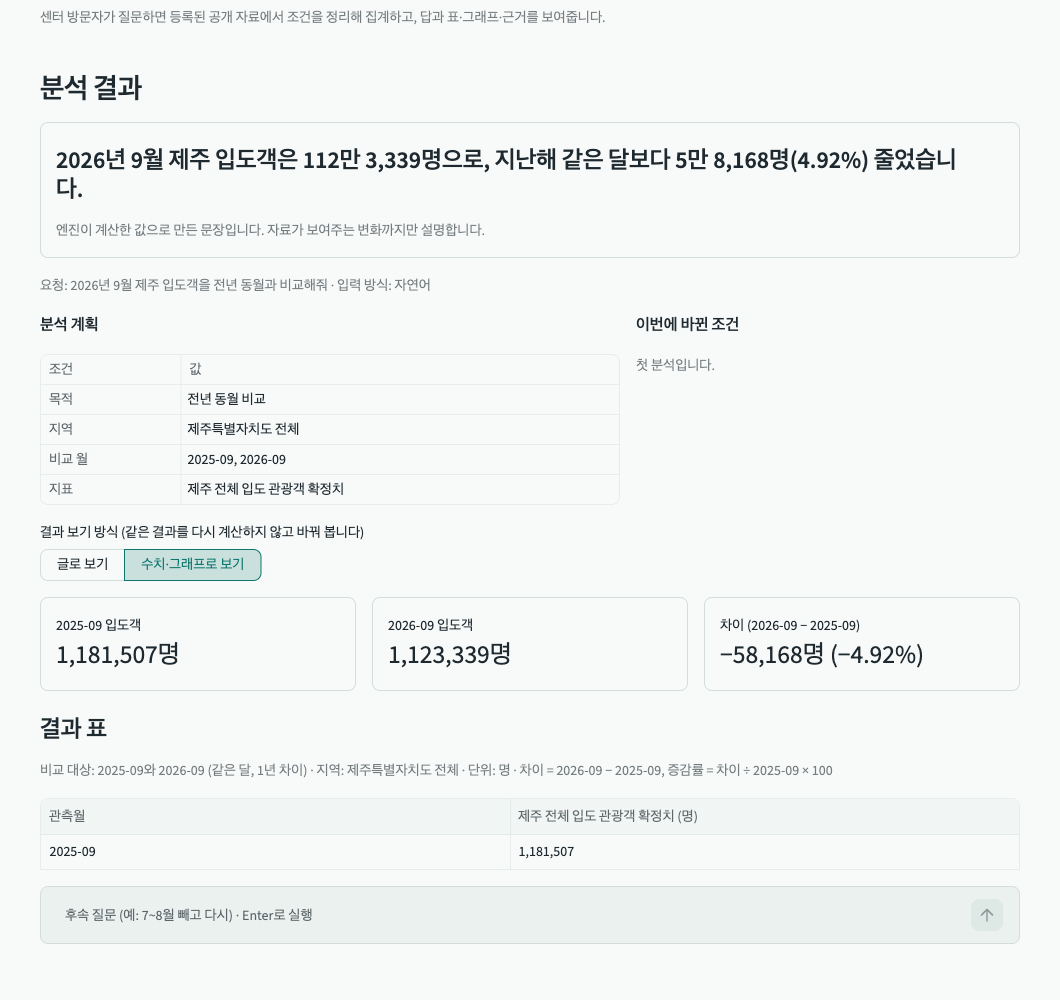 센터 방문자가 질문하면 등록된 공개 자료에서 조건을 정리해 집계하고, 답과 표·그래프·근거를 보여줍니다.
분석 결과
2026년 9월 제주 입도객은 112만 3,339명으로, 지난해 같은 달보다 5만 8,168명(4.92%) 줄었습니
다.
엔진이 계산한 값으로 만든 문장입니다. 자료가 보여주는 변화까지만 설명합니다.
요청: 2026년 9월 제주 입도객을 전년 동월과 비교해줘 · 입력 방식: 자연어
분석 계획
이번에 바뀐 조건
조건 값
첫 분석입니다.
목적 전년 동월 비교
지역 제주특별자치도 전체
비교 월 2025-09, 2026-09
지표 제주 전체 입도 관광객 확정치
결과 보기 방식 (같은 결과를 다시 계산하지 않고 바꿔 봅니다)
글로 보기 수치·그래프로 보기
2025-09 입도객
1,181,507명
2026-09 입도객
1,123,339명
차이 (2026-09 − 2025-09)
−58,168명 (−4.92%)
결과 표
비교 대상: 2025-09와 2026-09 (같은 달, 1년 차이) · 지역: 제주특별자치도 전체 · 단위: 명 · 차이 = 2026-09 − 2025-09, 증감률 = 차이 ÷ 2025-09 × 100
관측월 제주 전체 입도 관광객 확정치 (명)
2025-09 1,181,507
후속 질문 (예: 7~8월 빼고 다시) · Enter로 실행